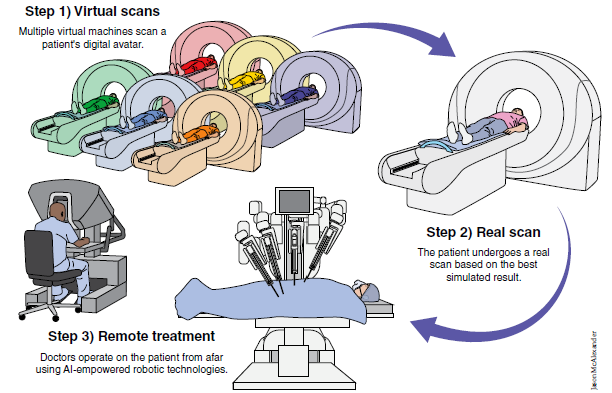 Step 1) Virtual scans
Multiple virtual machines scan a
patient's digital avatar.
Step 2) Real scan
The patient undergoes a real
scan based on the best
simulated result.
Step 3) Remote treatment
Doctors operate on the patient from afar
using AI-empowered robotic technologies.
Jason McAlexander